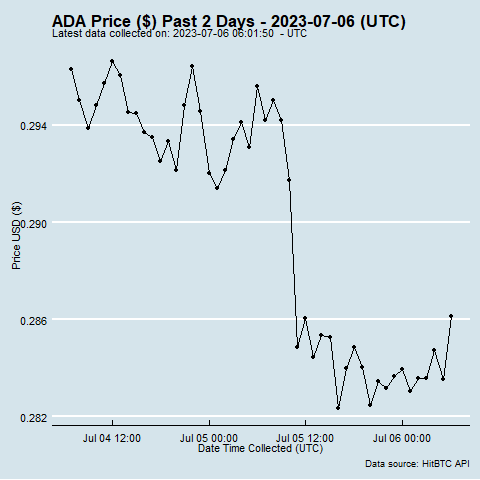 ADA Price ($) Past 2 Days - 2023-07-06 (UTC)
Latest data collected on: 2023-07-06 06:01:50 - UTC
0.294
0.290
0.286
0.282
Price USD ($)
Jul 04 12:00
Jul 05 00:00
Jul 05 12:00
Jul 06 00:00
Date Time Collected (UTC)
Data source: HitBTC API